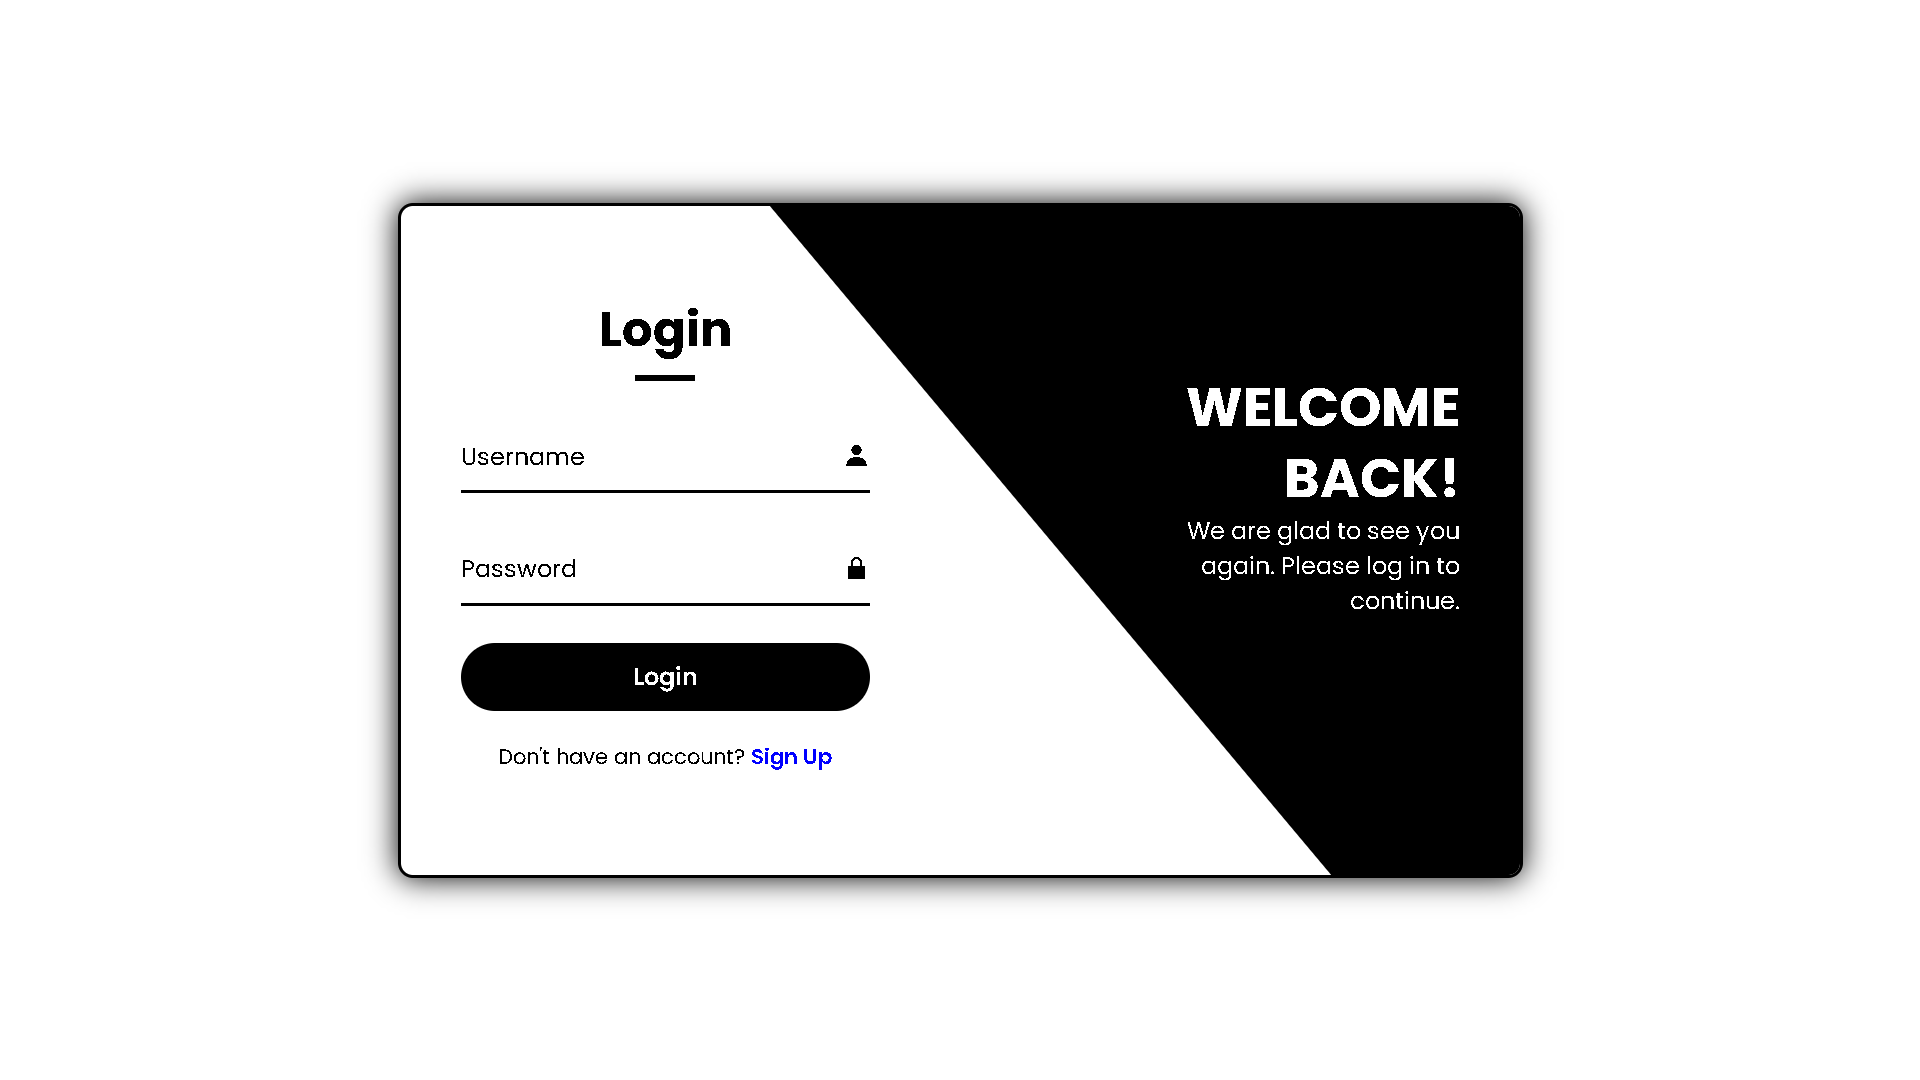 Login
Username
Password
Login
Don't have an account? Sign Up
WELCOME
BACK!
We are glad to see you
again. Please log in to
continue.